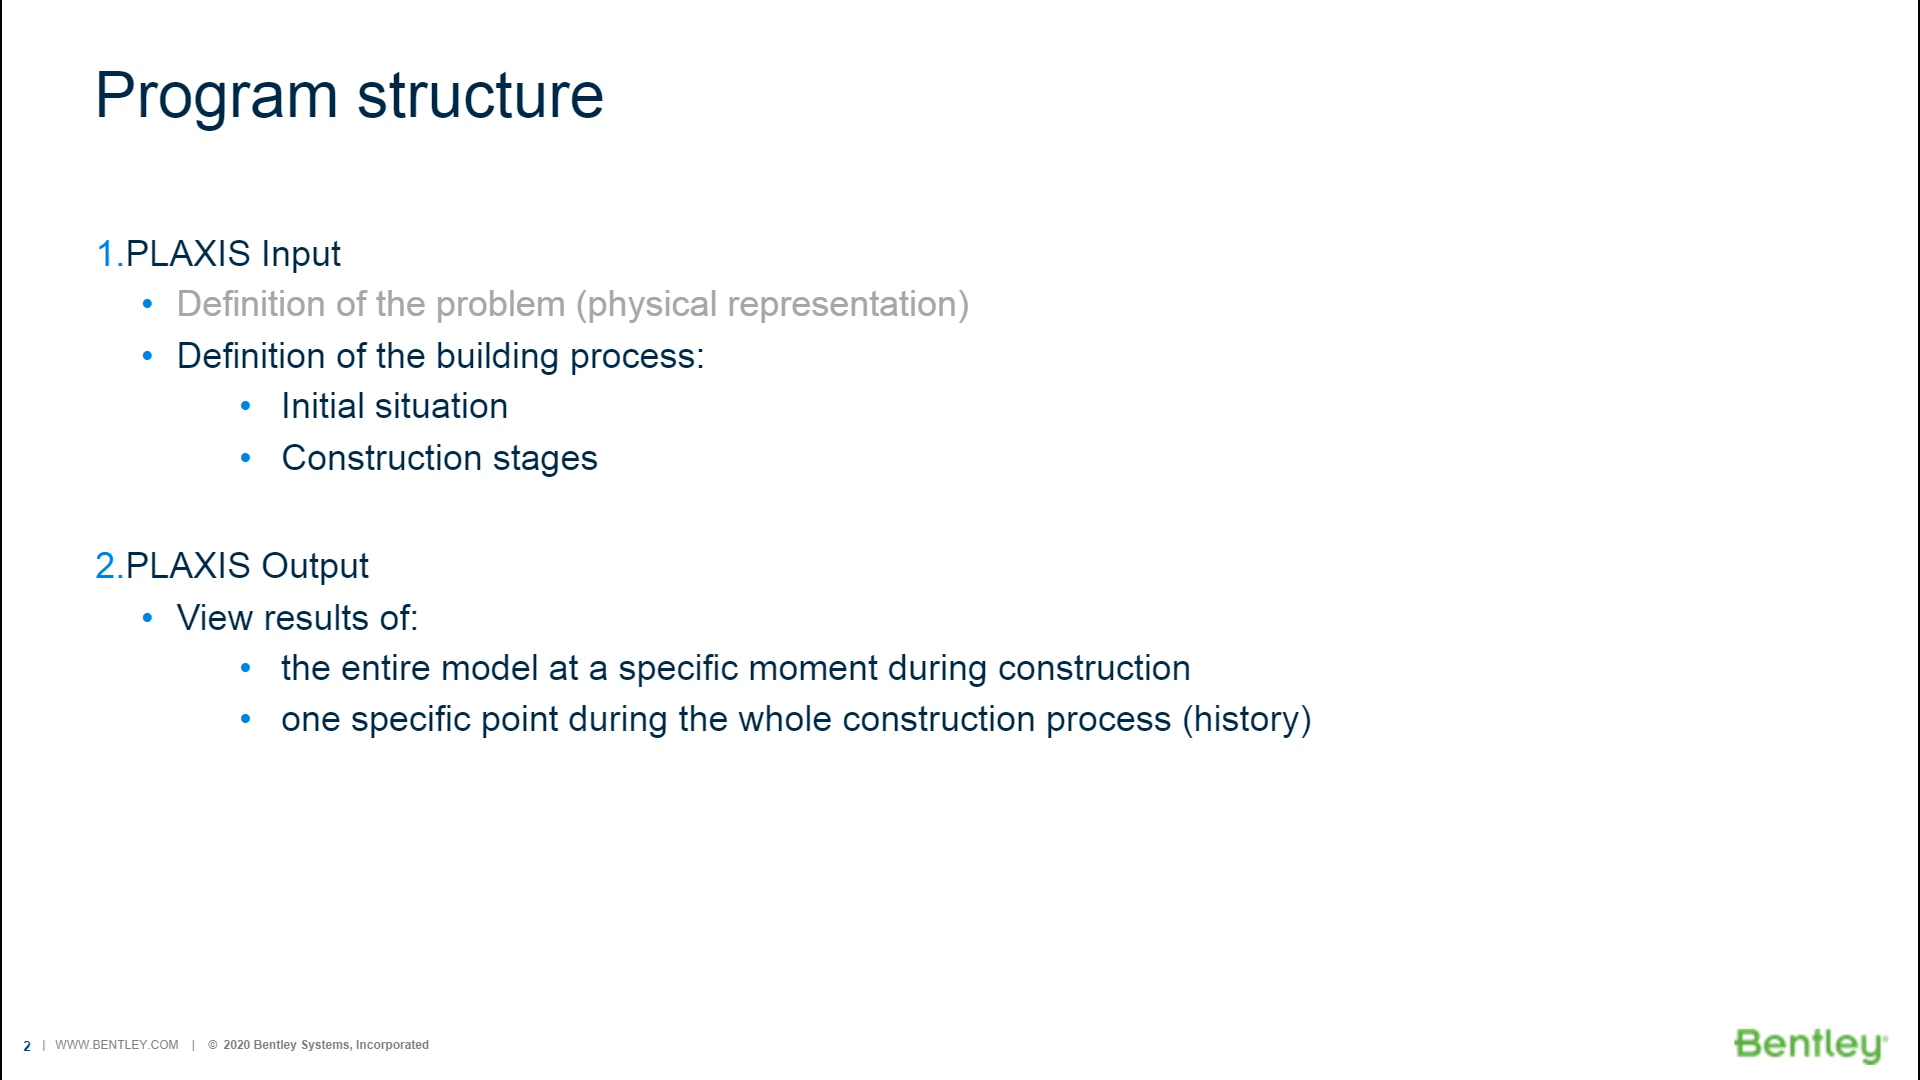 Program structure
1.PLAXIS Input
• Definition of the problem (physical representation)
• Definition of the building process:
• Initial situation
• Construction stages
2.PLAXIS Output
• View results of:
• the entire model at a specific moment during construction
• one specific point during the whole construction process (history)
2 | WWW.BENTLEY.COM | © 2020 Bentley Systems, Incorporated
Bentley®